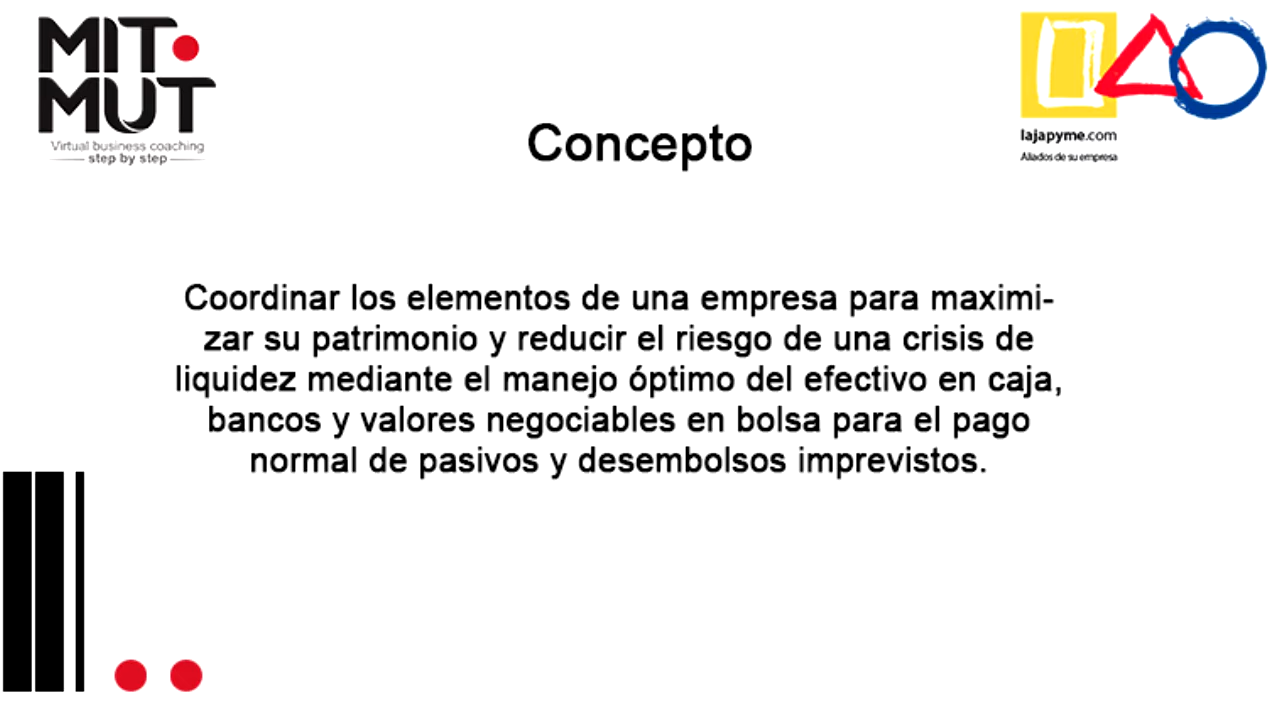 MIT
MUT
Virtual business coaching
step by step
lajapyme.com
Aliados de su empresa
Concepto
Coordinar los elementos de una empresa para maximi-
zar su patrimonio y reducir el riesgo de una crisis de
liquidez mediante el manejo óptimo del efectivo en caja,
bancos y valores negociables en bolsa para el pago
normal de pasivos y desembolsos imprevistos.